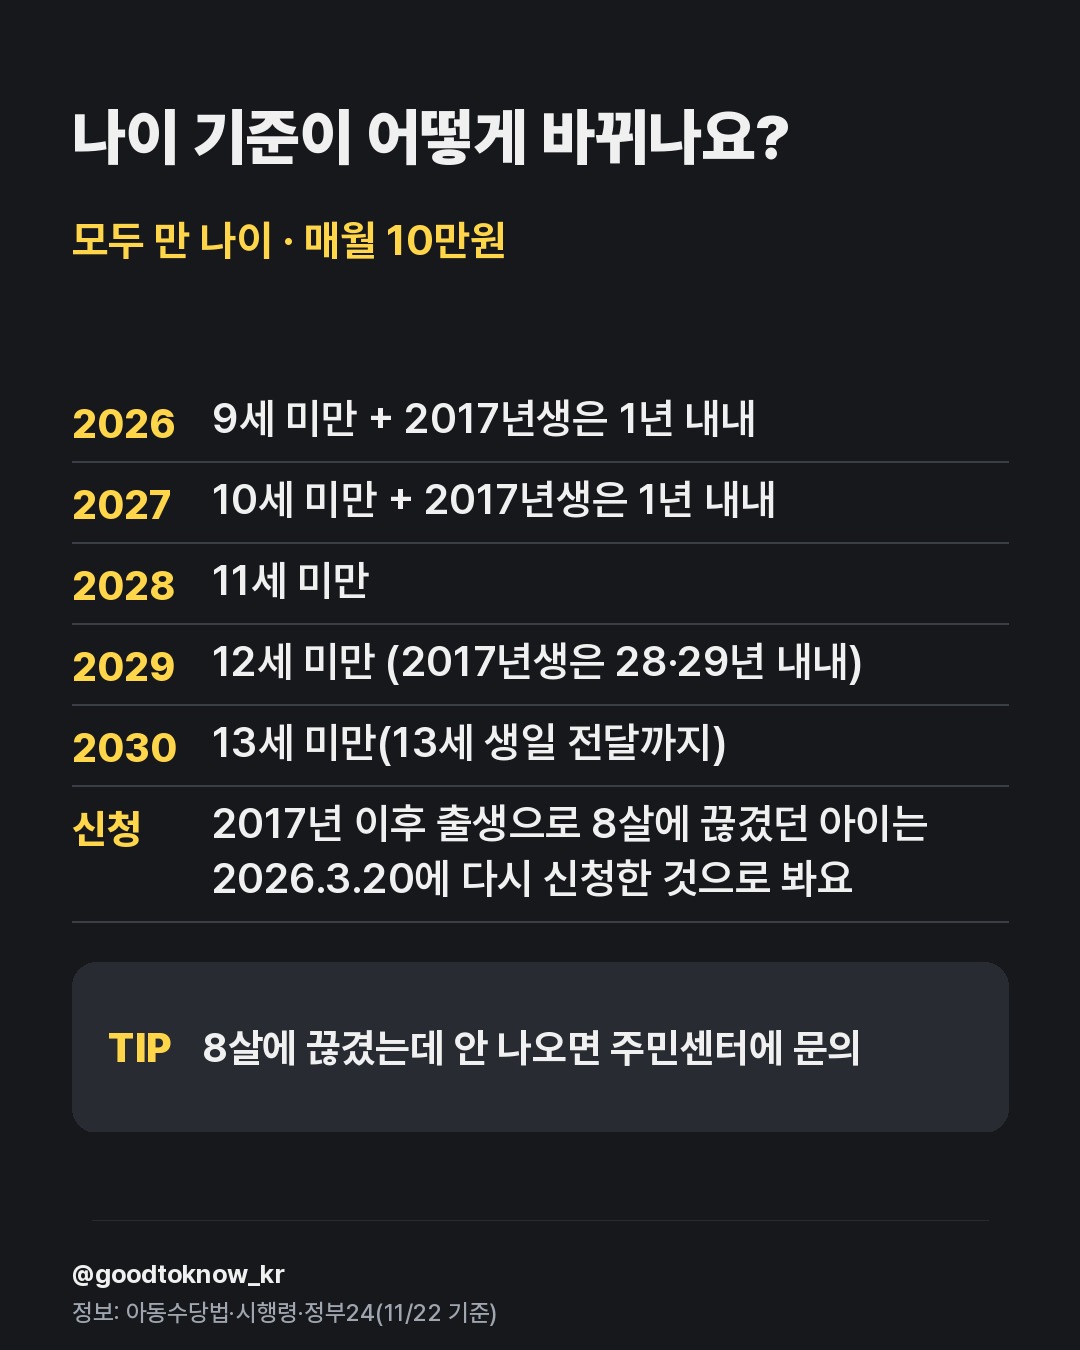 나이 기준이 어떻게 바뀌나요?
모두 만 나이 · 매월 10만원
2026 9세 미만 + 2017년생은 1년 내내
2027 10세 미만 + 2017년생은 1년 내내
2028 11세 미만
2029 12세 미만 (2017년생은 28·29년 내내)
2030 13세 미만(13세 생일 전달까지)
신청 2017년 이후 출생으로 8살에 끊겼던 아이는
2026.3.20에 다시 신청한 것으로 봐요
TIP 8살에 끊겼는데 안 나오면 주민센터에 문의
@goodtoknow_kr
정보: 아동수당법·시행령·정부24(11/22 기준)